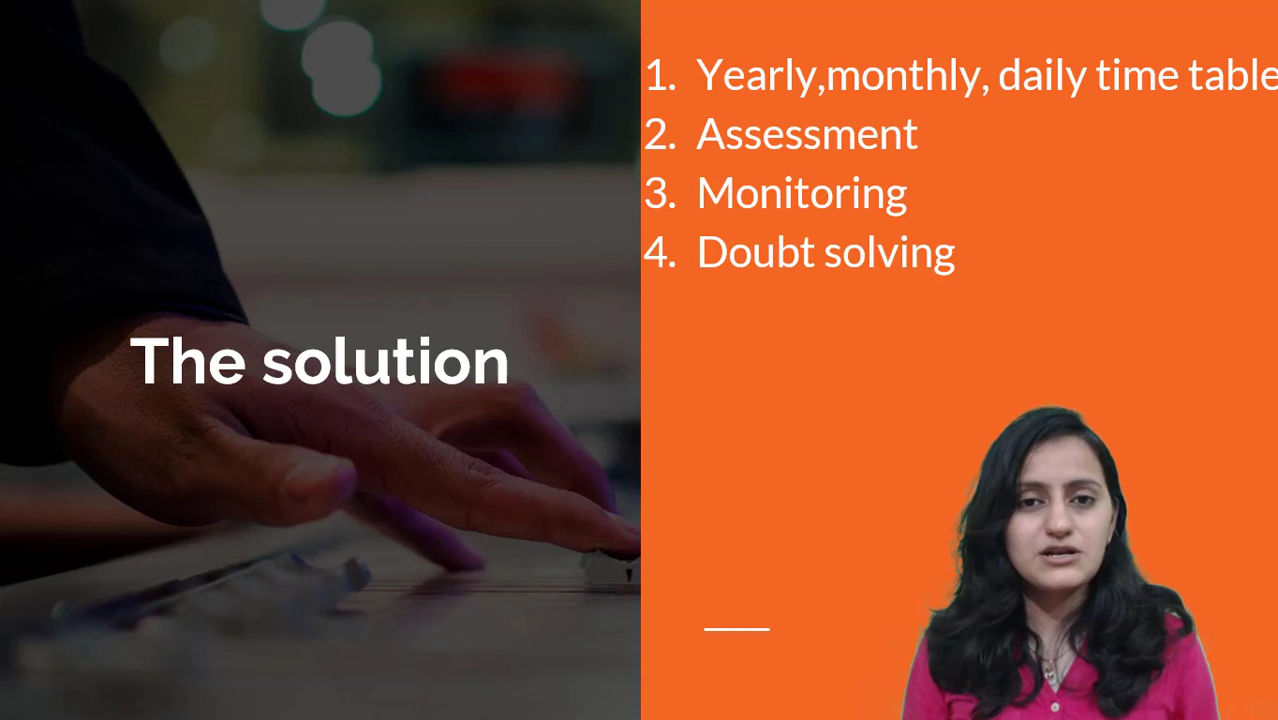 The solution
1. Yearly,monthly, daily time table
2. Assessment
3. Monitoring
4. Doubt solving